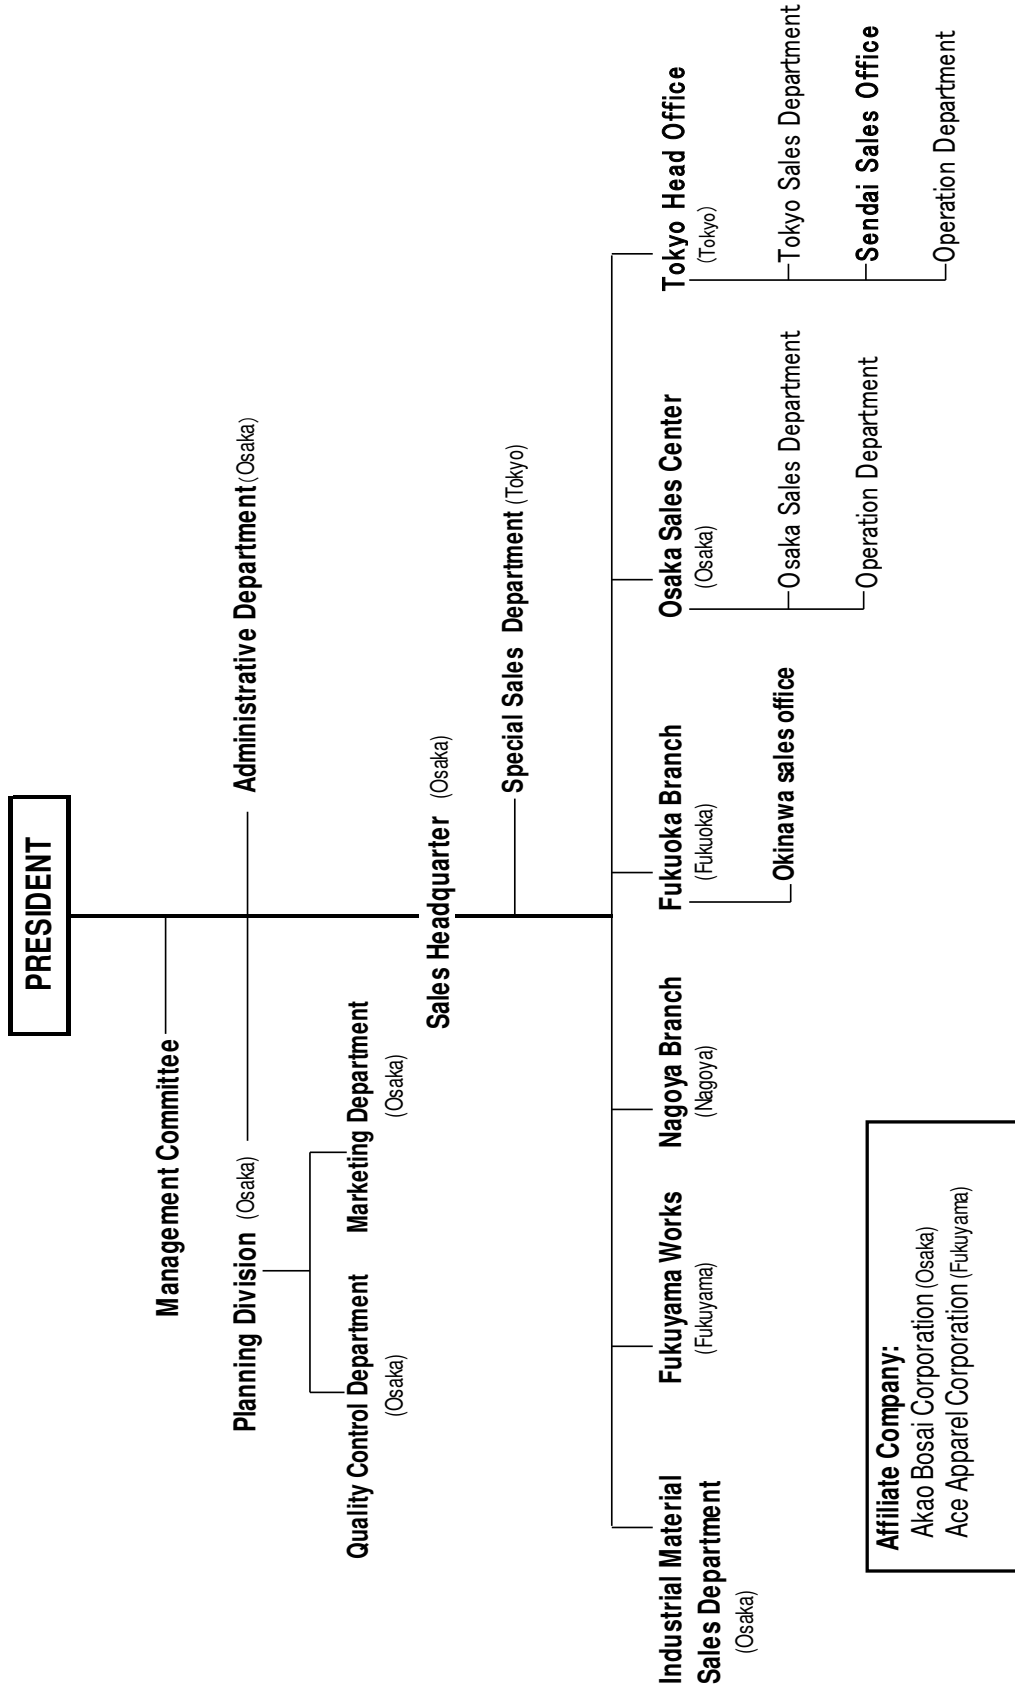 PRESIDENT
Management Committee
Planning Division (Osaka)
Administrative Department (Osaka)
Quality Control Department
(Osaka)
Marketing Department
(Osaka)
Sales Headquarter (Osaka)
Special Sales Department (Tokyo)
Industrial Material
Sales Department
(Osaka)
Fukuyama Works
(Fukuyama)
Nagoya Branch
(Nagoya)
Fukuoka Branch
(Fukuoka)
Okinawa sales office
Osaka Sales Center
(Osaka)
Osaka Sales Department
Operation Department
Tokyo Head Office
(Tokyo)
Tokyo Sales Department
Sendai Sales Office
Operation Department
Affiliate Company:
Akao Bosai Corporation (Osaka)
Ace Apparel Corporation (Fukuyama)